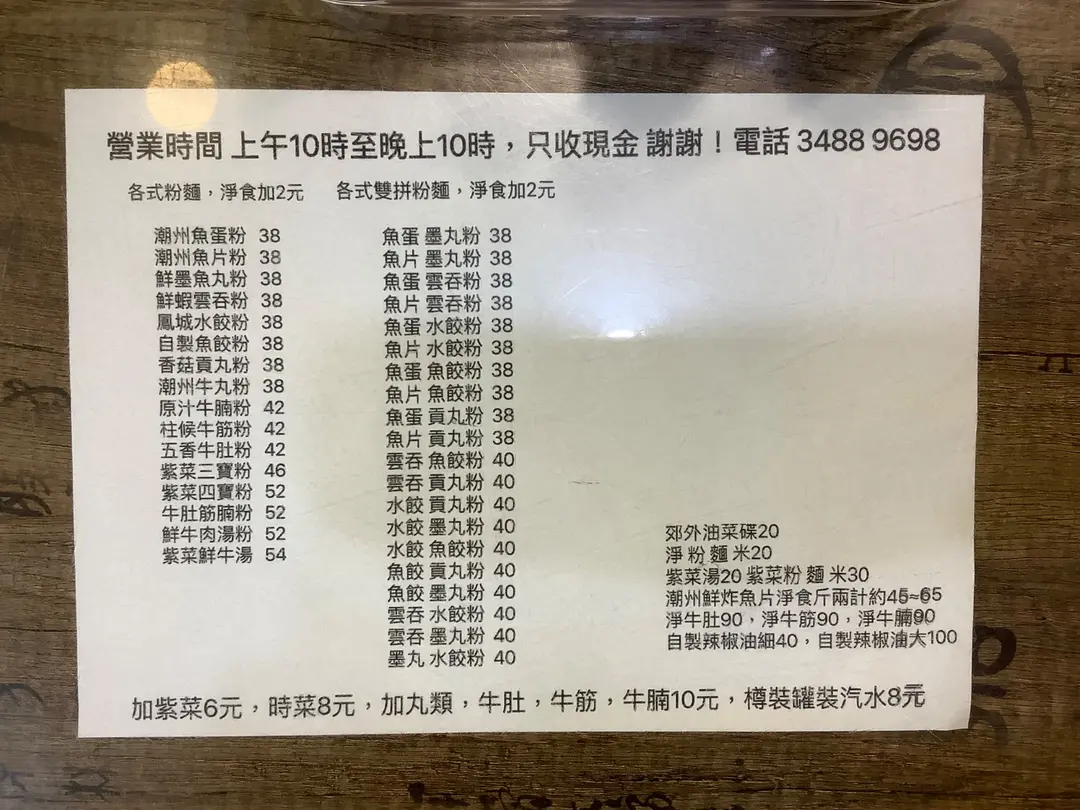 營業時間 上午10時至晚上10時，只收現金 謝謝！電話 3488 9698
各式粉麵，淨食加2元
潮州魚蛋粉 38
潮州魚片粉 38
鮮墨魚丸粉 38
鮮蝦雲吞粉 38
鳳城水餃粉 38
自製魚餃粉 38
香菇貢丸粉 38
潮州牛丸粉 38
原汁牛腩粉 42
柱候牛筋粉 42
五香牛肚粉 42
紫菜三寶粉 46
紫菜四寶粉 52
牛肚筋腩粉 52
鮮牛肉湯粉 52
紫菜鮮牛湯 54
各式雙拼粉麵，淨食加2元
魚蛋 墨丸粉 38
魚片 墨丸粉 38
魚蛋 雲吞粉 38
魚片 雲吞粉 38
魚蛋 水餃粉 38
魚片 水餃粉 38
魚蛋 魚餃粉 38
魚片 魚餃粉 38
魚蛋 貢丸粉 38
魚片 貢丸粉 38
雲吞 魚餃粉 40
雲吞 貢丸粉 40
水餃 貢丸粉 40
水餃 墨丸粉 40
水餃 魚餃粉 40
魚餃 貢丸粉 40
魚餃 墨丸粉 40
雲吞 水餃粉 40
雲吞 墨丸粉 40
墨丸 水餃粉 40
郊外油菜碟20
淨 粉 麵 米20
紫菜湯20 紫菜粉 麵 米30
潮州鮮炸魚片淨食斤兩計約45≈65
淨牛肚90，淨牛筋90，淨牛腩90
自製辣椒油細40，自製辣椒油大100
加紫菜6元，時菜8元，加丸類，牛肚，牛筋，牛腩10元，樽裝罐裝汽水8元